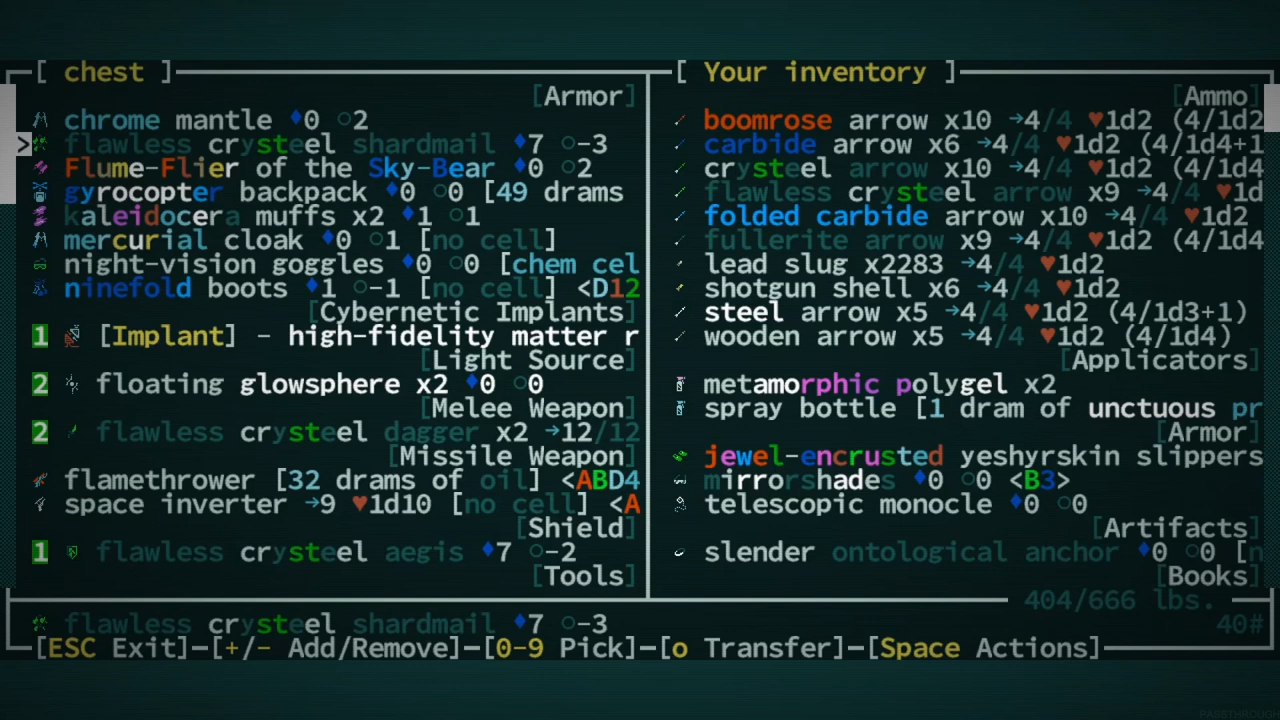 [ chest ]
[Armor]
chrome mantle ♦0 ○2
> flawless crysteel shardmail ♦7 ○-3
Flume-Flier of the Sky-Bear ♦0 ○2
gyrocopter backpack ♦0 ○0 [49 drams
kaleidocera muffs x2 ♦1 ○1
mercurial cloak ♦0 ○1 [no cell]
night-vision goggles ♦0 ○0 [chem cel
ninefold boots ♦1 ○-1 [no cell] <D12
[Cybernetic Implants]
1 [Implant] - high-fidelity matter r
[Light Source]
2 floating glowsphere x2 ♦0 ○0
[Melee Weapon]
2 flawless crysteel dagger x2 →12/12
[Missile Weapon]
flamethrower [32 drams of oil] <ABD4
space inverter →9 ♥1d10 [no cell] <A
[Shield]
1 flawless crysteel aegis ♦7 ○-2
[Tools]
[ Your inventory ]
[Ammo]
boomrose arrow x10 →4/4 ♥1d2 (4/1d2
carbide arrow x6 →4/4 ♥1d2 (4/1d4+1
crysteel arrow x10 →4/4 ♥1d2 (4/1d4
flawless crysteel arrow x9 →4/4 ♥1d
folded carbide arrow x10 →4/4 ♥1d2
fullerite arrow x9 →4/4 ♥1d2 (4/1d4
lead slug x2283 →4/4 ♥1d2
shotgun shell x6 →4/4 ♥1d2
steel arrow x5 →4/4 ♥1d2 (4/1d3+1)
wooden arrow x5 →4/4 ♥1d2 (4/1d4)
[Applicators]
metamorphic polygel x2
spray bottle [1 dram of unctuous pr
[Armor]
jewel-encrusted yeshyrskin slippers
mirrorshades ♦0 ○0 <B3>
telescopic monocle ♦0 ○0
[Artifacts]
slender ontological anchor ♦0 ○0 [n
[Books]
404/666 lbs.
flawless crysteel shardmail ♦7 ○-3
40#
[ESC Exit]-[+/- Add/Remove]-[0-9 Pick]-[o Transfer]-[Space Actions]